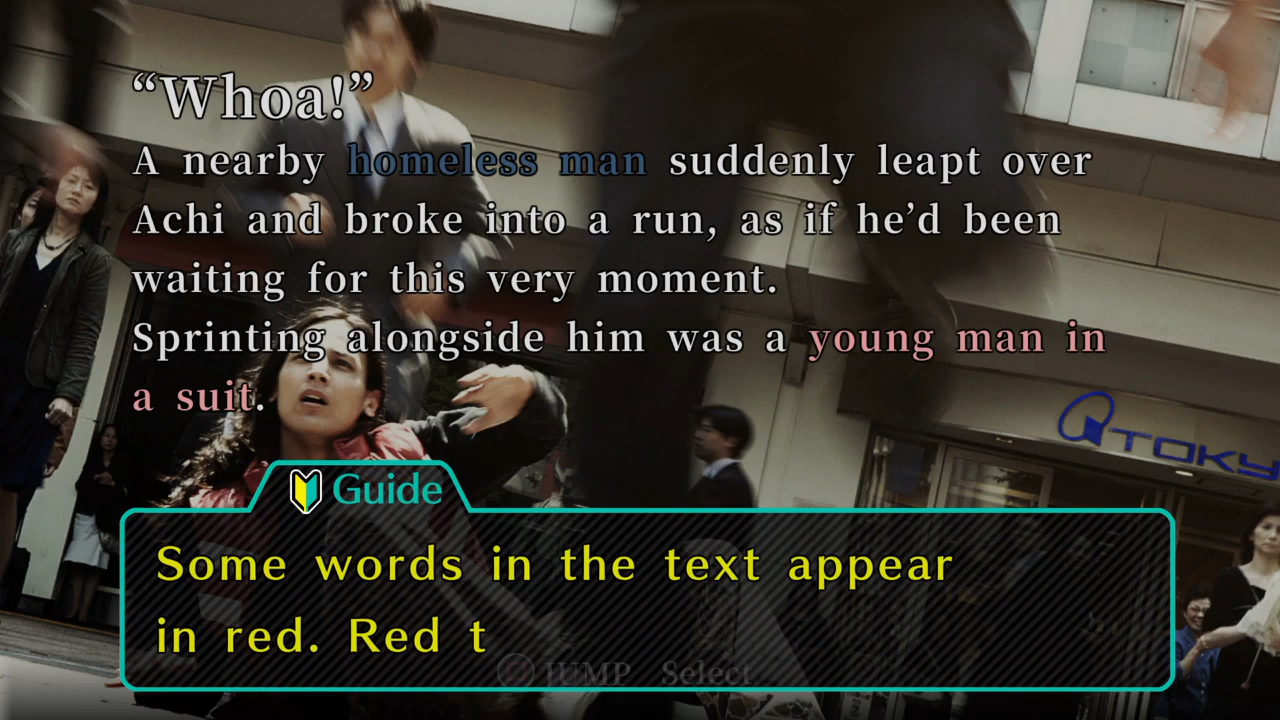 “Whoa!”
A nearby homeless man suddenly leapt over
Achi and broke into a run, as if he’d been
waiting for this very moment.
Sprinting alongside him was a young man in
a suit.
TOKY
Guide
Some words in the text appear
in red. Red t
JUMP Select